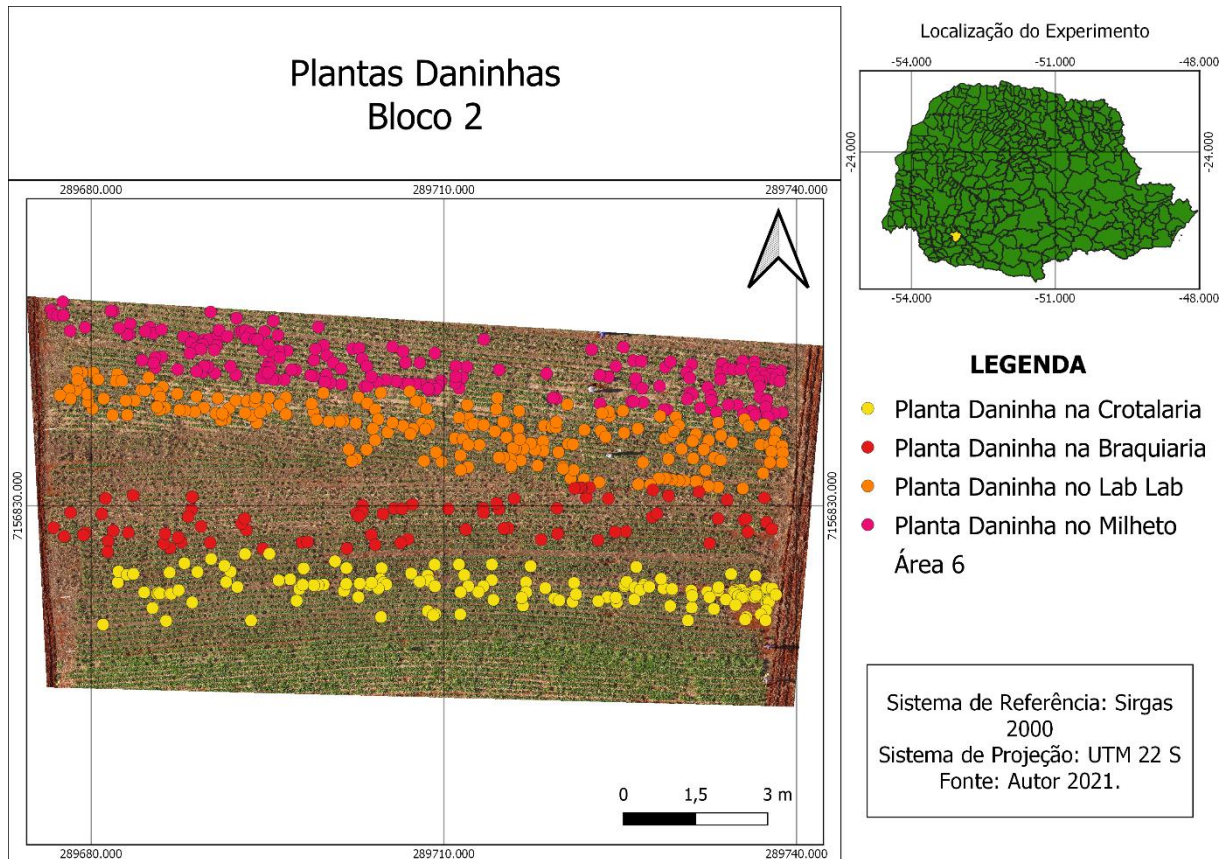 Plantas Daninhas
Bloco 2
289680.000
289710.000
289740.000
7156830.000
7156830.000
0 1,5 3 m
289680.000
289710.000
289740.000
Localização do Experimento
-54.000
-51.000
-48.000
-24.000
-24.000
-54.000
-51.000
-48.000
LEGENDA
Planta Daninha na Crotalaria
Planta Daninha na Braquiaria
Planta Daninha no Lab Lab
Planta Daninha no Milheto
Área 6
Sistema de Referência: Sirgas
2000
Sistema de Projeção: UTM 22 S
Fonte: Autor 2021.